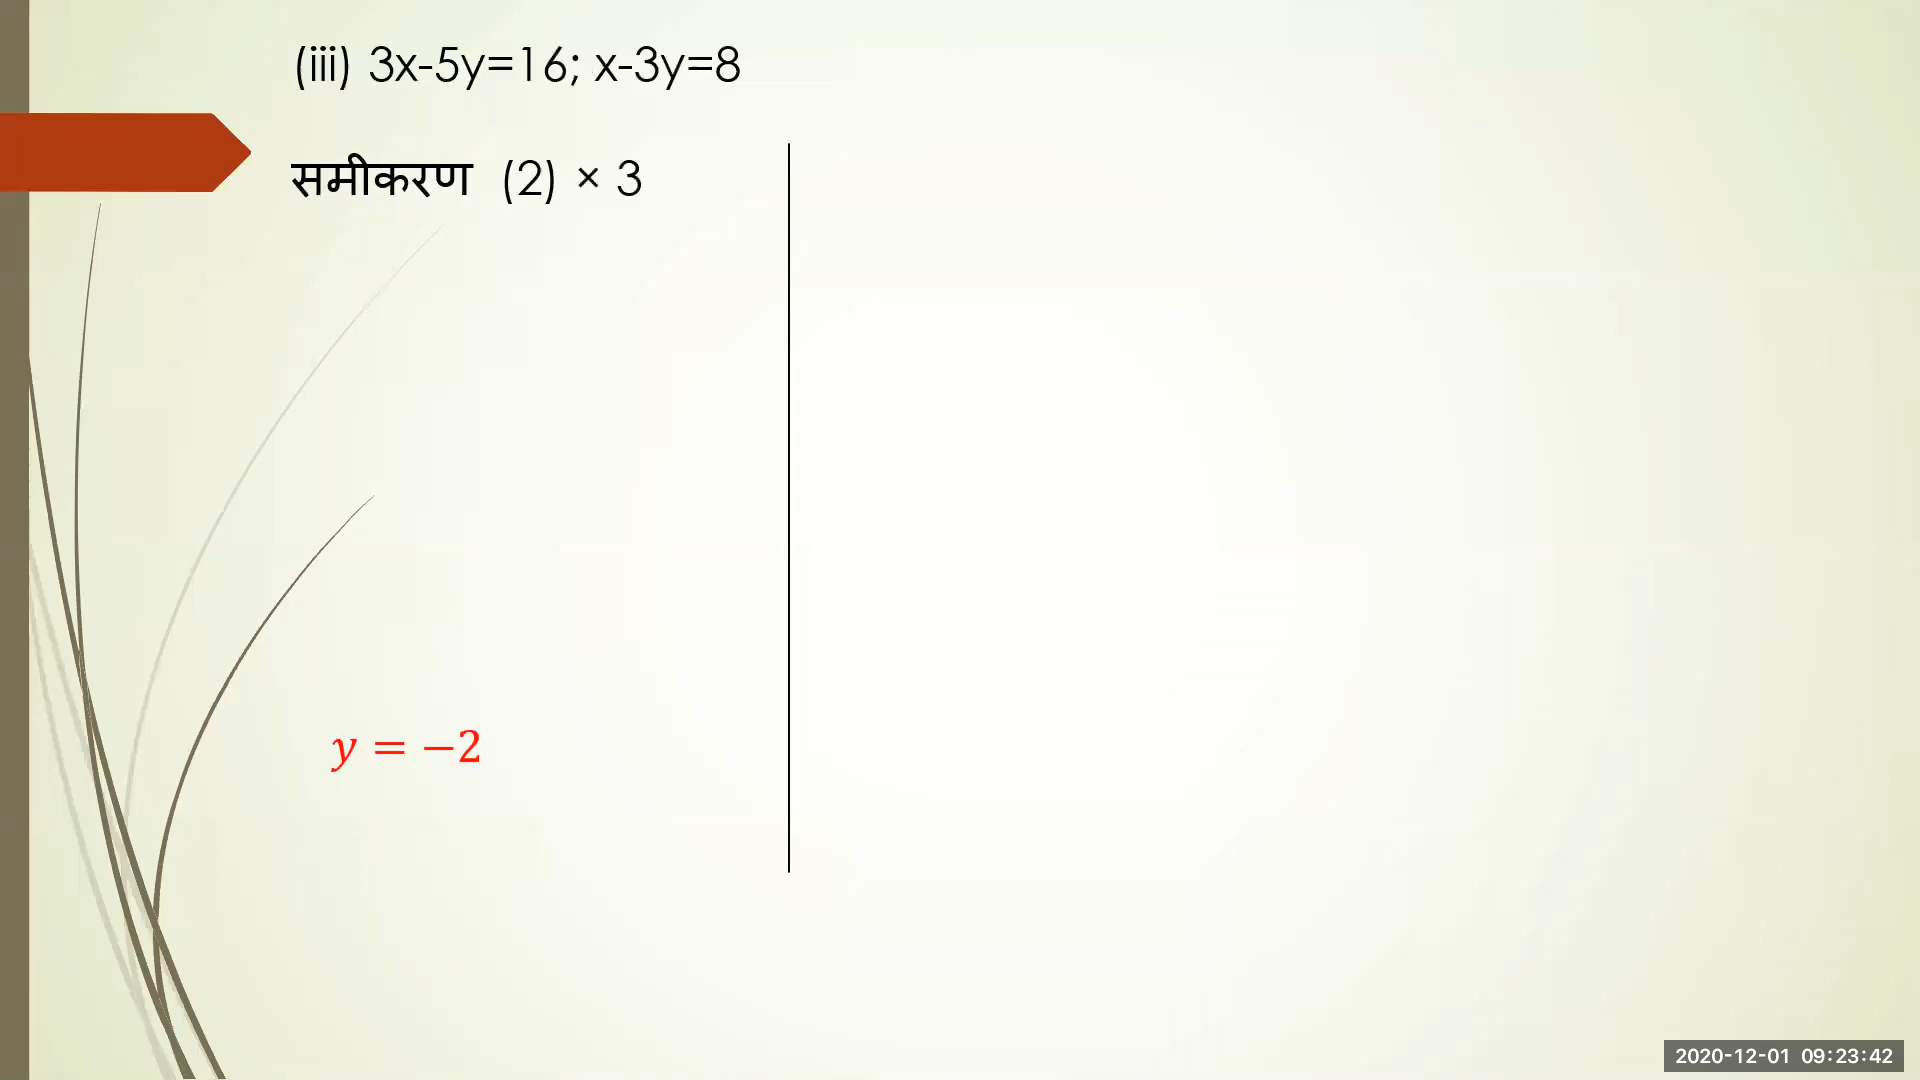 (iii) 3x-5y=16; x-3y=8
समीकरण (2) × 3
y = −2
2020-12-01 09:23:42